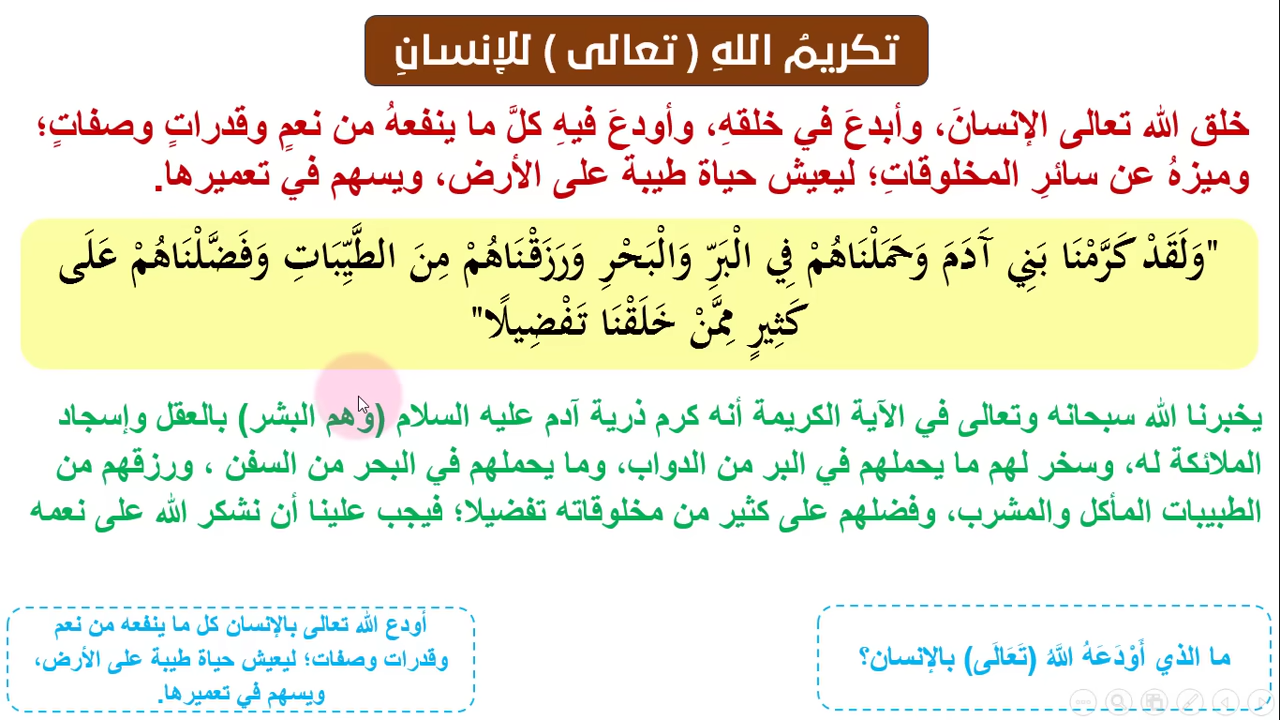 تكريمُ اللهِ ( تعالى ) للإنسانِ
خلق الله تعالى الإنسانَ، وأبدعَ في خلقهِ، وأودعَ فيهِ كلَّ ما ينفعهُ من نعمٍ وقدراتٍ وصفاتٍ؛
وميزهُ عن سائرِ المخلوقاتِ؛ ليعيش حياة طيبة على الأرض، ويسهم في تعميرها.
"وَلَقَدْ كَرَّمْنَا بَنِي آَدَمَ وَحَمَلْنَاهُمْ فِي الْبَرِّ وَالْبَحْرِ وَرَزَقْنَاهُمْ مِنَ الطَّيِّبَاتِ وَفَضَّلْنَاهُمْ عَلَى
كَثِيرٍ مِمَّنْ خَلَقْنَا تَفْضِيلًا"
يخبرنا الله سبحانه وتعالى في الآية الكريمة أنه كرم ذرية آدم عليه السلام (وهم البشر) بالعقل وإسجاد
الملائكة له، وسخر لهم ما يحملهم في البر من الدواب، وما يحملهم في البحر من السفن ، ورزقهم من
الطبيبات المأكل والمشرب، وفضلهم على كثير من مخلوقاته تفضيلا؛ فيجب علينا أن نشكر الله على نعمه
ما الذي أَوْدَعَهُ اللَّهُ (تَعَالَى) بالإنسان؟
أودع الله تعالى بالإنسان كل ما ينفعه من نعم
وقدرات وصفات؛ ليعيش حياة طيبة على الأرض،
ويسهم في تعميرها.